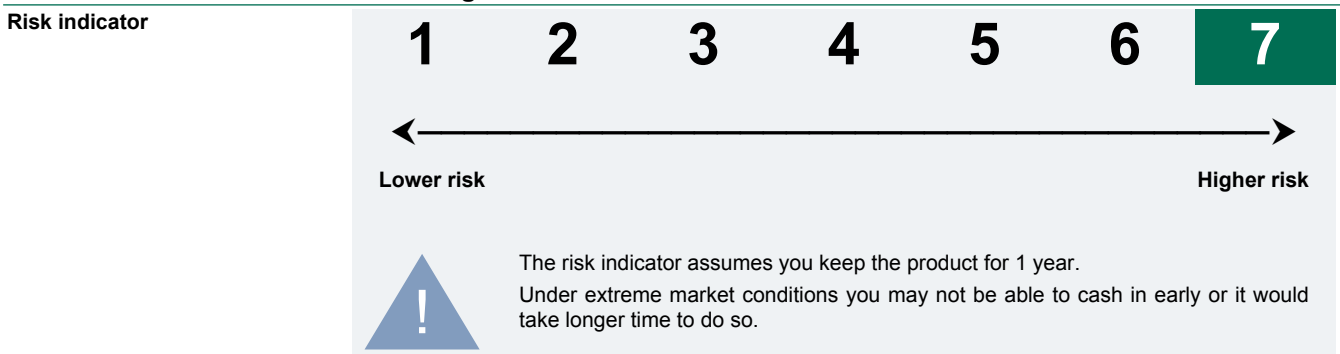 Risk indicator
1 2 3 4 5 6 7
Lower risk Higher risk
!
The risk indicator assumes you keep the product for 1 year.
Under extreme market conditions you may not be able to cash in early or it would
take longer time to do so.